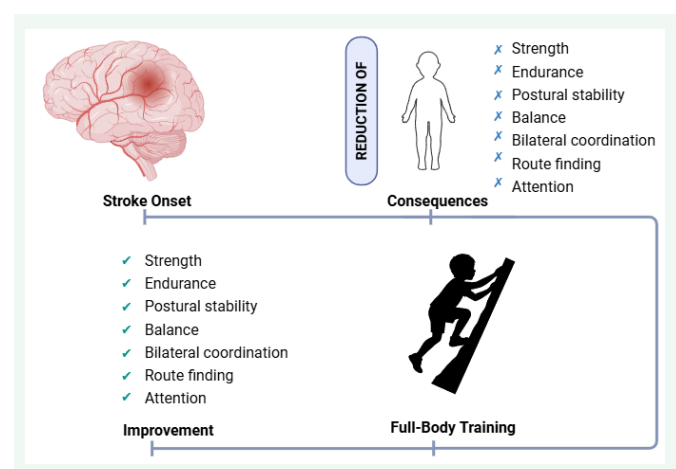 REDUCTION OF
Strength
Endurance
Postural stability
Balance
Bilateral coordination
Route finding
Attention
Stroke Onset
Consequences
Strength
Endurance
Postural stability
Balance
Bilateral coordination
Route finding
Attention
Improvement
Full-Body Training